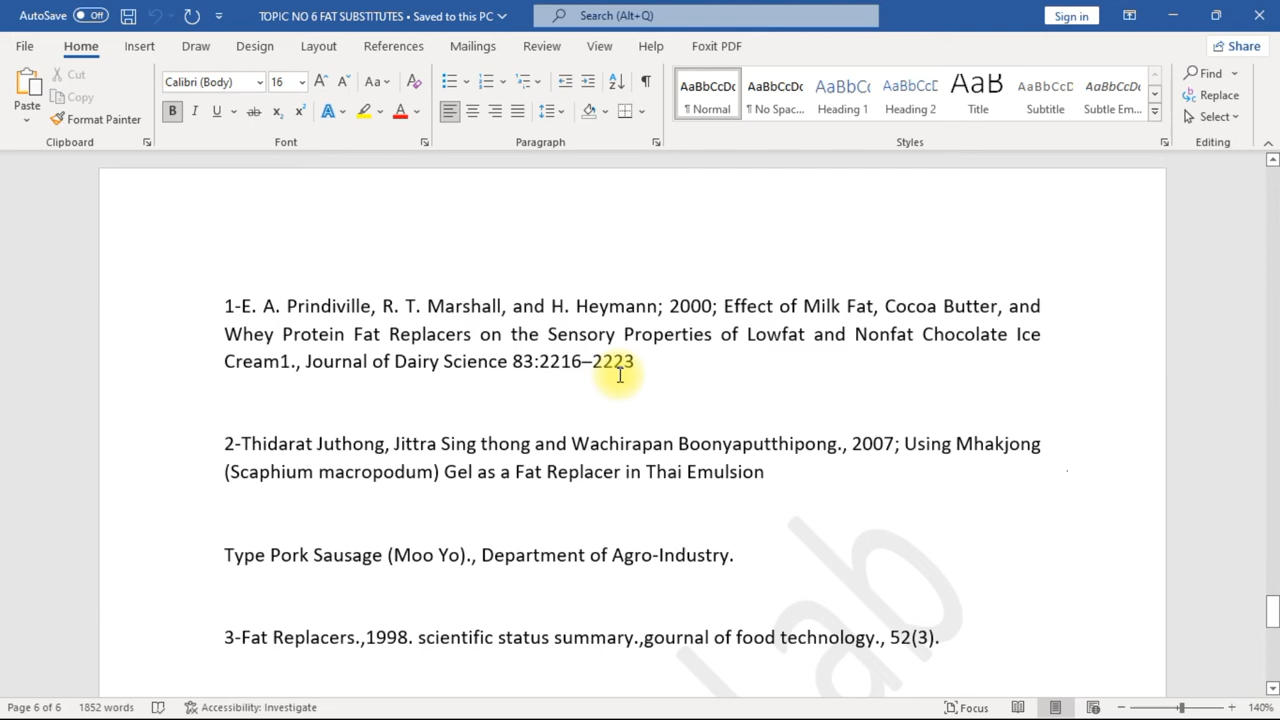 AutoSave Off TOPIC NO 6 FAT SUBSTITUTES • Saved to this PC Search (Alt+Q) Sign in
File Home Insert Draw Design Layout References Mailings Review View Help Foxit PDF Share
Paste Cut Copy Format Painter
Calibri (Body) 16 Aa
AaBbCcDc AaBbCcDc AaBbCc AaBbCcD AaB AaBbCcD AaBbCcDc
¶ Normal ¶ No Spac... Heading 1 Heading 2 Title Subtitle Subtle Em...
Find Replace Select
Clipboard Font Paragraph Styles Editing
1-E. A. Prindiville, R. T. Marshall, and H. Heymann; 2000; Effect of Milk Fat, Cocoa Butter, and
Whey Protein Fat Replacers on the Sensory Properties of Lowfat and Nonfat Chocolate Ice
Cream1., Journal of Dairy Science 83:2216–2223
2-Thidarat Juthong, Jittra Sing thong and Wachirapan Boonyaputthipong., 2007; Using Mhakjong
(Scaphium macropodum) Gel as a Fat Replacer in Thai Emulsion
Type Pork Sausage (Moo Yo)., Department of Agro-Industry.
3-Fat Replacers.,1998. scientific status summary.,gournal of food technology., 52(3).
Lab
Page 6 of 6 1852 words Accessibility: Investigate Focus 140%